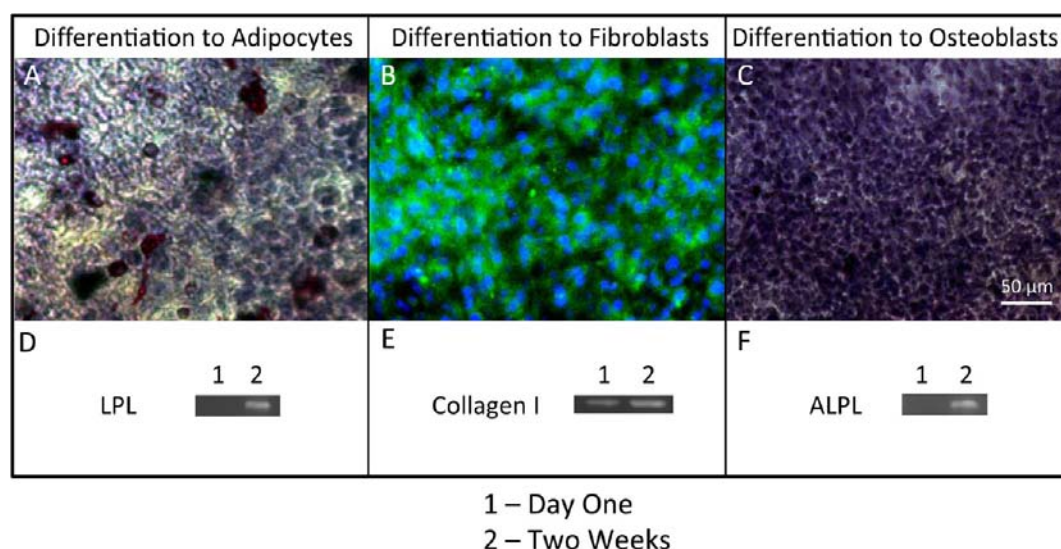 Differentiation to Adipocytes
Differentiation to Fibroblasts
Differentiation to Osteoblasts
A
B
C
50 μm
D
E
F
1 2
LPL
1 2
Collagen I
1 2
ALPL
1 – Day One
2 – Two Weeks